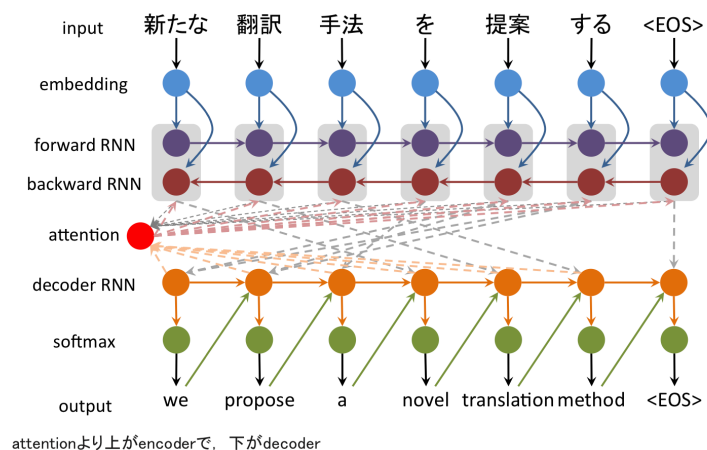 input 新たな 翻訳 手法 を 提案 する <EOS>
embedding
forward RNN
backward RNN
attention
decoder RNN
softmax
output we propose a novel translation method <EOS>
attentionより上がencoderで, 下がdecoder